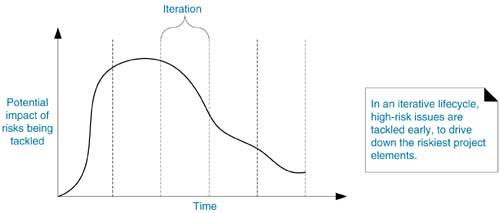 Iteration
Potential
impact of
risks being
tackled
In an iterative lifecycle,
high-risk issues are
tackled early, to drive
down the riskiest project
elements.
Time